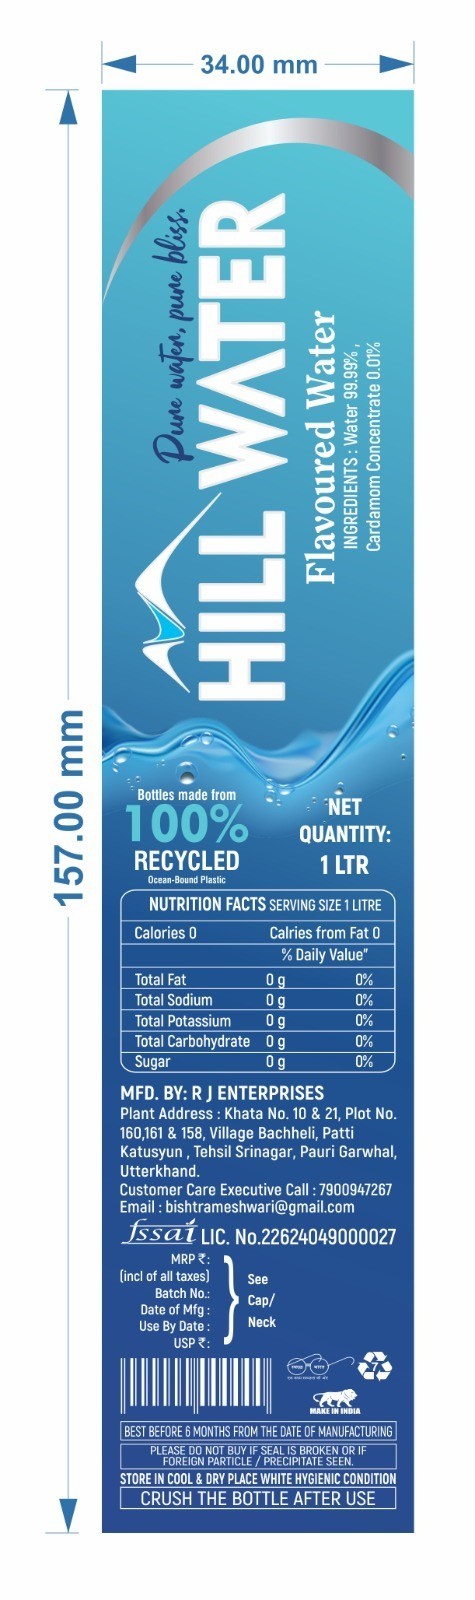 34.00 mm
157.00 mm
Pure water, pure bliss.
HILL WATER
Flavoured Water
INGREDIENTS : Water 99.99% ,
Cardamom Concentrate 0.01%
Bottles made from
100%
RECYCLED
Ocean-Bound Plastic
NET
QUANTITY:
1 LTR
NUTRITION FACTS SERVING SIZE 1 LITRE
Calories 0 Calries from Fat 0
% Daily Value"
Total Fat 0 g 0%
Total Sodium 0 g 0%
Total Potassium 0 g 0%
Total Carbohydrate 0 g 0%
Sugar 0 g 0%
MFD. BY: R J ENTERPRISES
Plant Address : Khata No. 10 & 21, Plot No.
160,161 & 158, Village Bachheli, Patti
Katusyun , Tehsil Srinagar, Pauri Garwhal,
Utterkhand.
Customer Care Executive Call : 7900947267
Email : bishtrameshwari@gmail.com
fssai LIC. No.22624049000027
MRP ₹:
(incl of all taxes)
Batch No.:
Date of Mfg :
Use By Date :
USP ₹:
See
Cap/
Neck
स्वच्छ भारत
7
MAKE IN INDIA
BEST BEFORE 6 MONTHS FROM THE DATE OF MANUFACTURING
PLEASE DO NOT BUY IF SEAL IS BROKEN OR IF
FOREIGN PARTICLE / PRECIPITATE SEEN.
STORE IN COOL & DRY PLACE WHITE HYGIENIC CONDITION
CRUSH THE BOTTLE AFTER USE